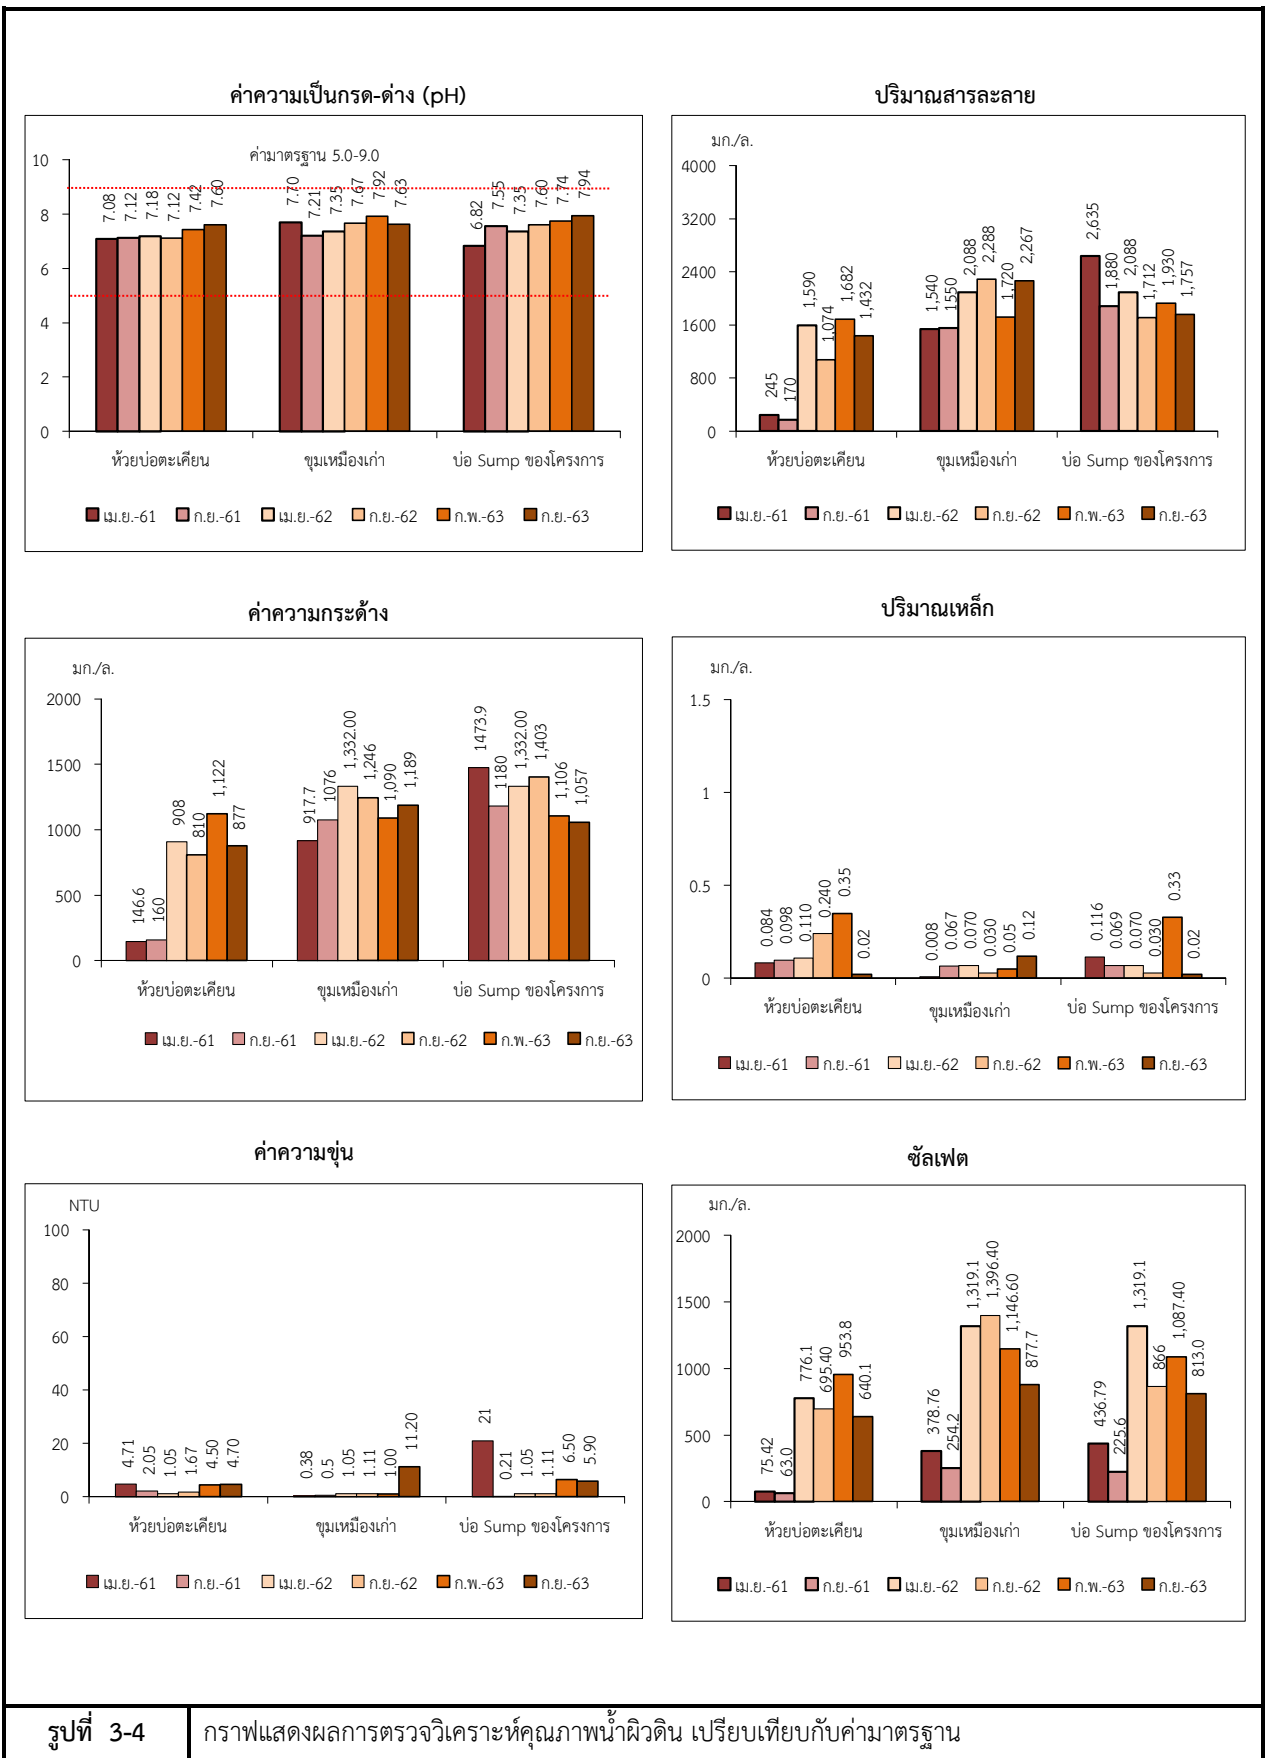 ค่าความเป็นกรด-ด่าง (pH)
ค่ามาตรฐาน 5.0-9.0
10
8
6
4
2
0
7.08 7.12 7.18 7.12 7.42 7.60
7.70 7.21 7.35 7.67 7.92 7.63
6.82 7.55 7.35 7.60 7.74 7.94
ห้วยบ่อตะเคียน ขุมเหมืองเก่า บ่อ Sump ของโครงการ
เม.ย.-61 ก.ย.-61 เม.ย.-62 ก.ย.-62 ก.พ.-63 ก.ย.-63
ปริมาณสารละลาย
มก./ล.
4000
3200
2400
1600
800
0
245 170 1,590 1,074 1,682 1,432
1,540 1550 2,088 2,288 1,720 2,267
2,635 1,880 2,088 1,712 1,930 1,757
ห้วยบ่อตะเคียน ขุมเหมืองเก่า บ่อ Sump ของโครงการ
เม.ย.-61 ก.ย.-61 เม.ย.-62 ก.ย.-62 ก.พ.-63 ก.ย.-63
ค่าความกระด้าง
มก./ล.
2000
1500
1000
500
0
146.6 160 908 810 1,122 877
917.7 1076 1,332.00 1,246 1,090 1,189
1473.9 1180 1,332.00 1,403 1,106 1,057
ห้วยบ่อตะเคียน ขุมเหมืองเก่า บ่อ Sump ของโครงการ
เม.ย.-61 ก.ย.-61 เม.ย.-62 ก.ย.-62 ก.พ.-63 ก.ย.-63
ปริมาณเหล็ก
มก./ล.
1.5
1
0.5
0
0.084 0.098 0.110 0.240 0.35 0.02
0.008 0.067 0.070 0.030 0.05 0.12
0.116 0.069 0.070 0.030 0.33 0.02
ห้วยบ่อตะเคียน ขุมเหมืองเก่า บ่อ Sump ของโครงการ
เม.ย.-61 ก.ย.-61 เม.ย.-62 ก.ย.-62 ก.พ.-63 ก.ย.-63
ค่าความขุ่น
NTU
100
80
60
40
20
0
4.71 2.05 1.05 1.67 4.50 4.70
0.38 0.5 1.05 1.11 1.00 11.20
21 0.21 1.05 1.11 6.50 5.90
ห้วยบ่อตะเคียน ขุมเหมืองเก่า บ่อ Sump ของโครงการ
เม.ย.-61 ก.ย.-61 เม.ย.-62 ก.ย.-62 ก.พ.-63 ก.ย.-63
ซัลเฟต
มก./ล.
2000
1500
1000
500
0
75.42 63.0 776.1 695.40 953.8 640.1
378.76 254.2 1,319.1 1,396.40 1,146.60 877.7
436.79 225.6 1,319.1 866 1,087.40 813.0
ห้วยบ่อตะเคียน ขุมเหมืองเก่า บ่อ Sump ของโครงการ
เม.ย.-61 ก.ย.-61 เม.ย.-62 ก.ย.-62 ก.พ.-63 ก.ย.-63
รูปที่ 3-4 กราฟแสดงผลการตรวจวิเคราะห์คุณภาพน้ำผิวดิน เปรียบเทียบกับค่ามาตรฐาน